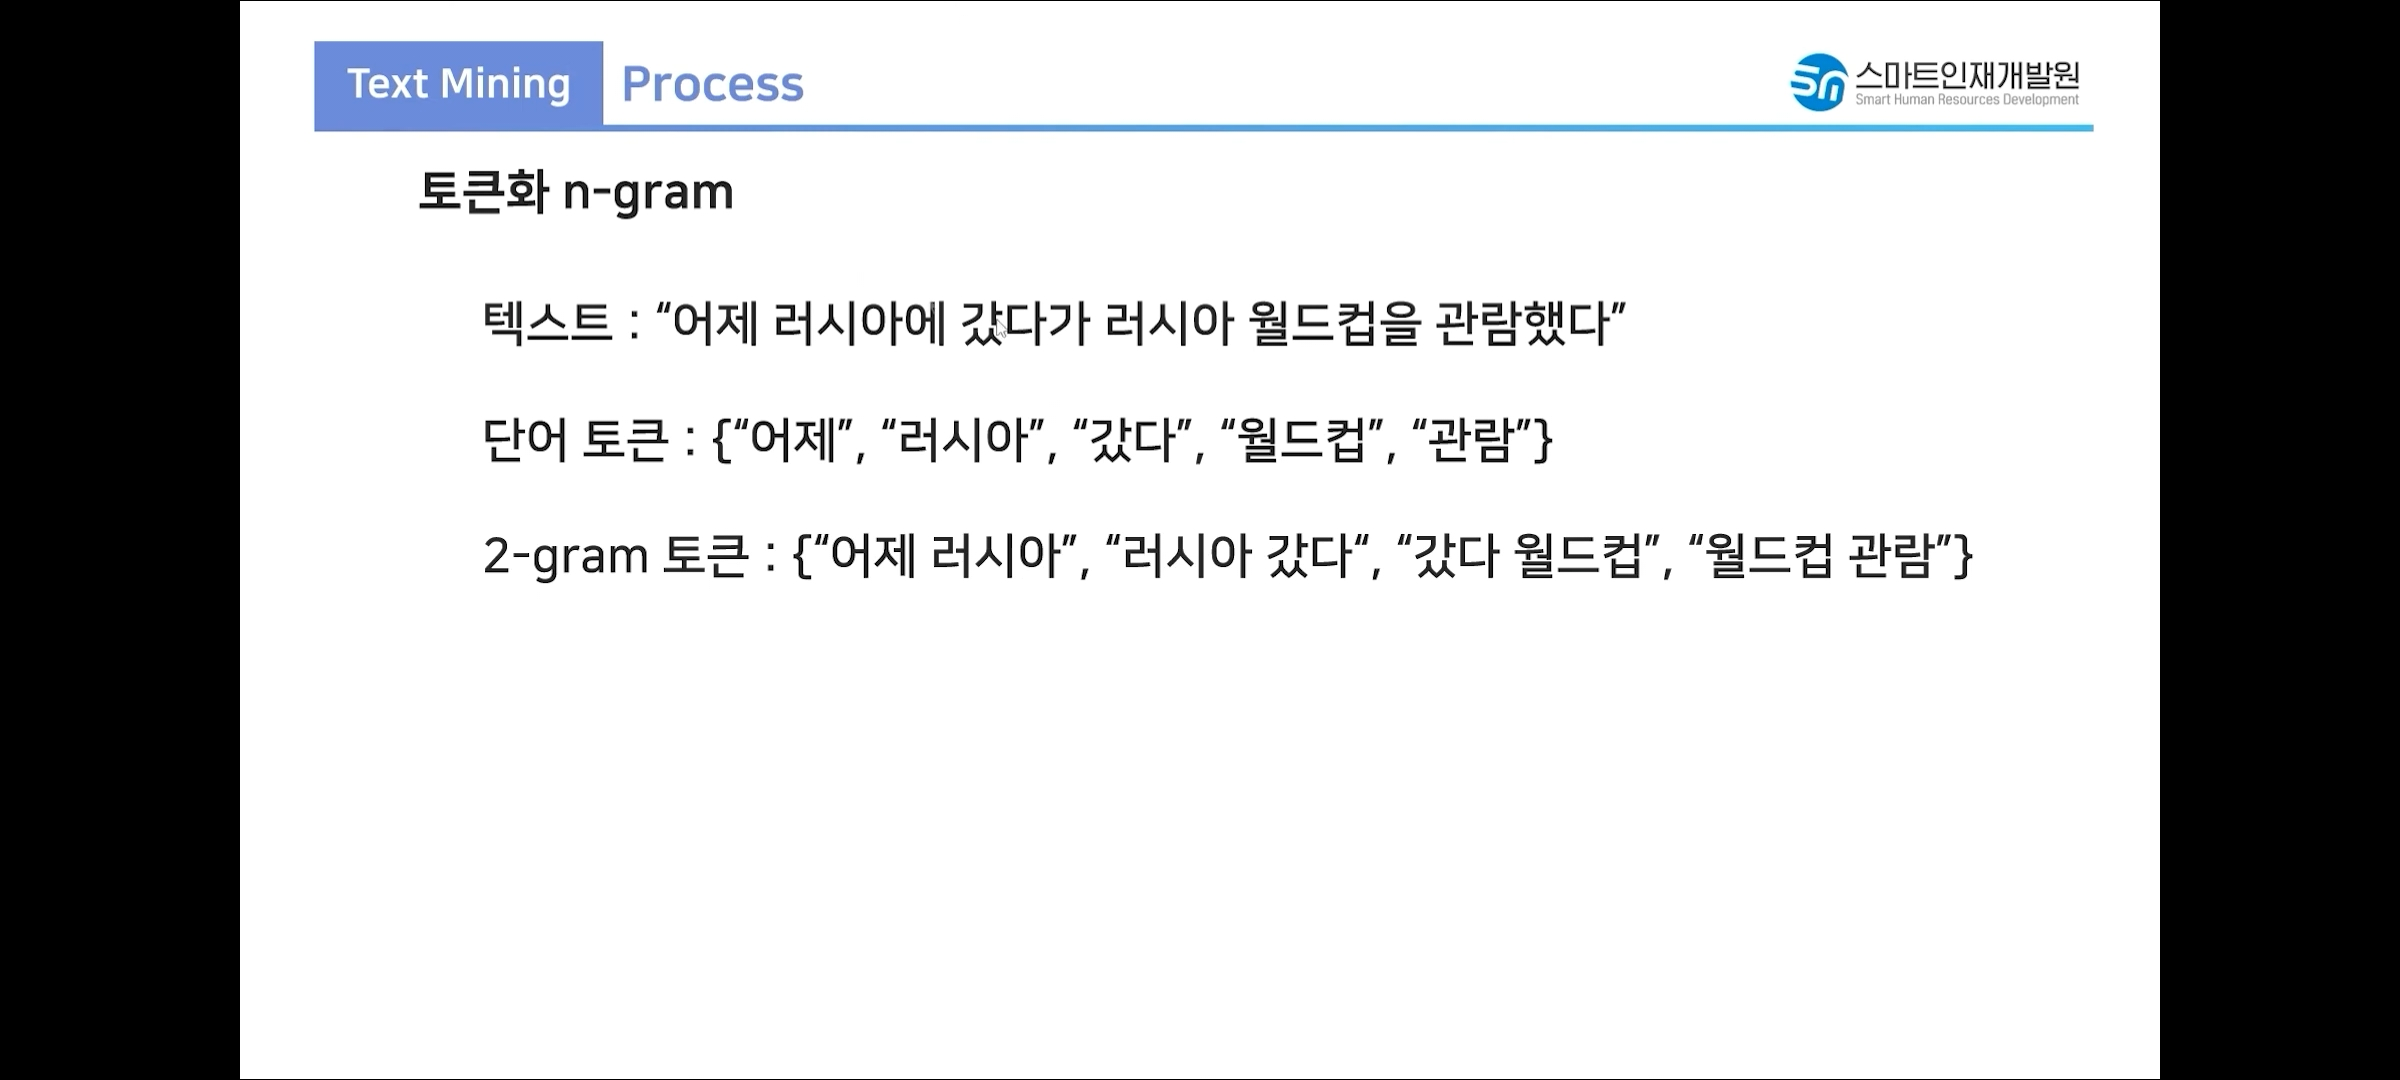 Text Mining Process
스마트인재개발원
Smart Human Resources Development
토큰화 n-gram
텍스트 : “어제 러시아에 갔다가 러시아 월드컵을 관람했다”
단어 토큰 : {“어제”, “러시아”, “갔다”, “월드컵”, “관람”}
2-gram 토큰 : {“어제 러시아”, “러시아 갔다“, “갔다 월드컵”, “월드컵 관람”}